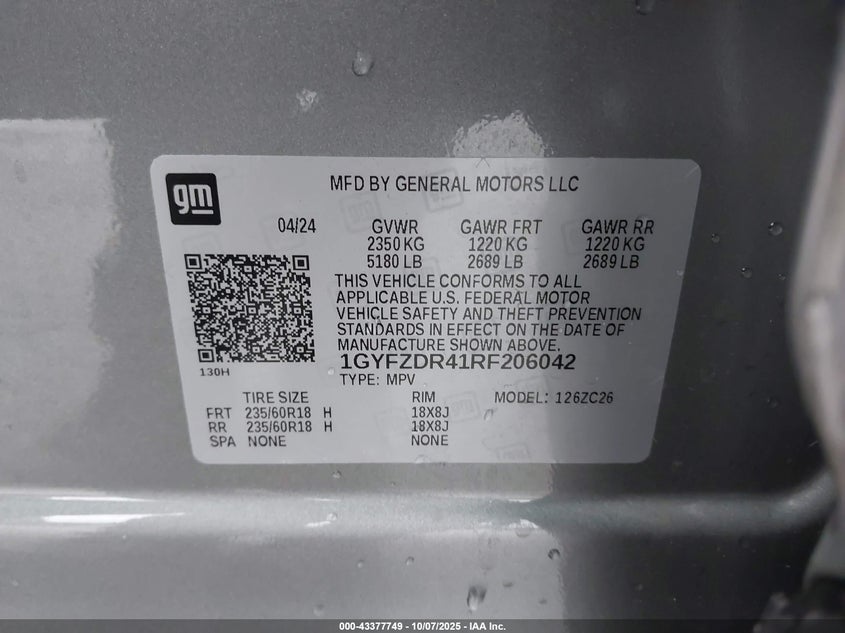 gm
MFD BY GENERAL MOTORS LLC
04/24 GVWR GAWR FRT GAWR RR
2350 KG 1220 KG 1220 KG
5180 LB 2689 LB 2689 LB
THIS VEHICLE CONFORMS TO ALL
APPLICABLE U.S. FEDERAL MOTOR
VEHICLE SAFETY AND THEFT PREVENTION
STANDARDS IN EFFECT ON THE DATE OF
MANUFACTURE SHOWN ABOVE.
1GYFZDR41RF206042
130H
TYPE: MPV
TIRE SIZE RIM MODEL: 126ZC26
FRT 235/60R18 H 18X8J
RR 235/60R18 H 18X8J
SPA NONE NONE
000-43377749 - 10/07/2025 - IAA Inc.